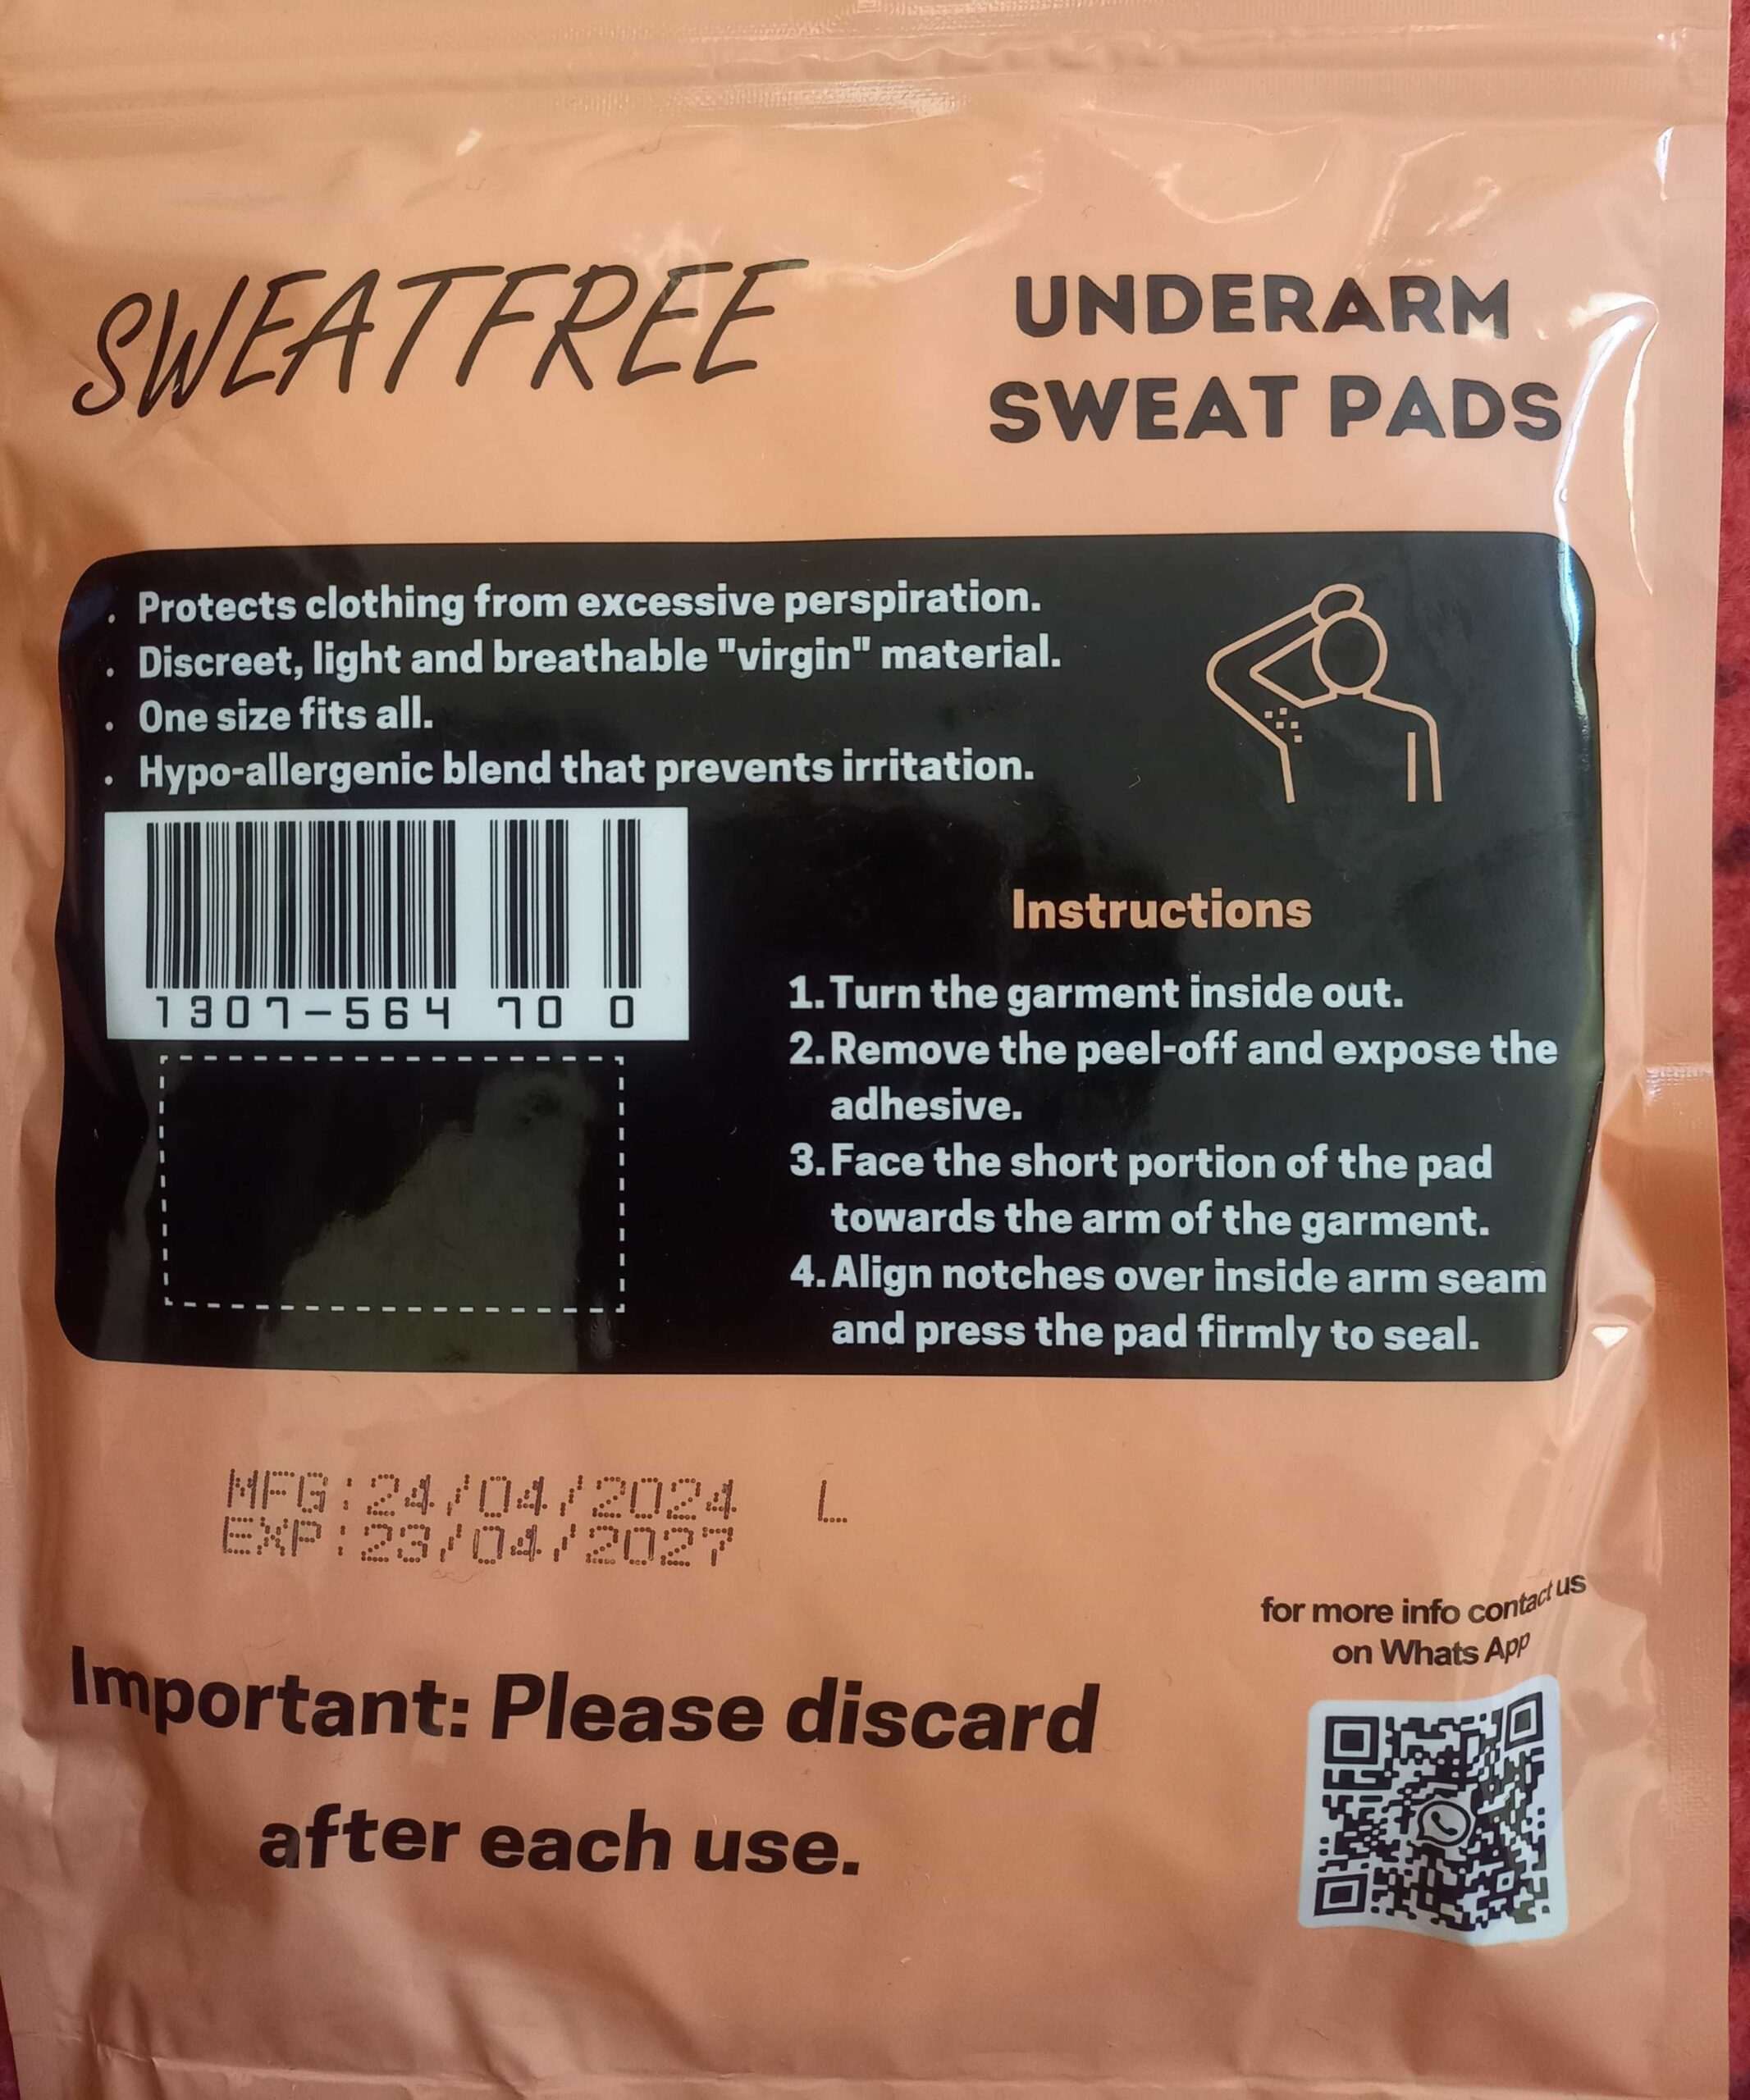 SWEATFREE
UNDERARM
SWEAT PADS
. Protects clothing from excessive perspiration.
. Discreet, light and breathable "virgin" material.
. One size fits all.
. Hypo-allergenic blend that prevents irritation.
1307-564 70 0
Instructions
1. Turn the garment inside out.
2. Remove the peel-off and expose the
adhesive.
3. Face the short portion of the pad
towards the arm of the garment.
4. Align notches over inside arm seam
and press the pad firmly to seal.
MFG:24/04/2024 L
EXP:23/04/2027
for more info contact us
on Whats App
Important: Please discard
after each use.